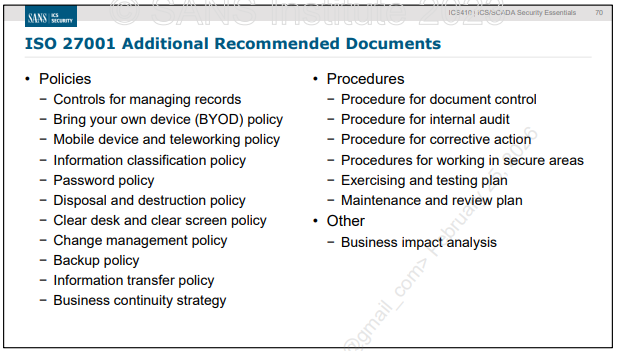 © SANS Institute 2026
SANS ICS SECURITY
ICS410 | ICS/SCADA Security Essentials 70
ISO 27001 Additional Recommended Documents
• Policies
– Controls for managing records
– Bring your own device (BYOD) policy
– Mobile device and teleworking policy
– Information classification policy
– Password policy
– Disposal and destruction policy
– Clear desk and clear screen policy
– Change management policy
– Backup policy
– Information transfer policy
– Business continuity strategy
• Procedures
– Procedure for document control
– Procedure for internal audit
– Procedure for corrective action
– Procedures for working in secure areas
– Exercising and testing plan
– Maintenance and review plan
• Other
– Business impact analysis
@gmail_com> February 26, 2026